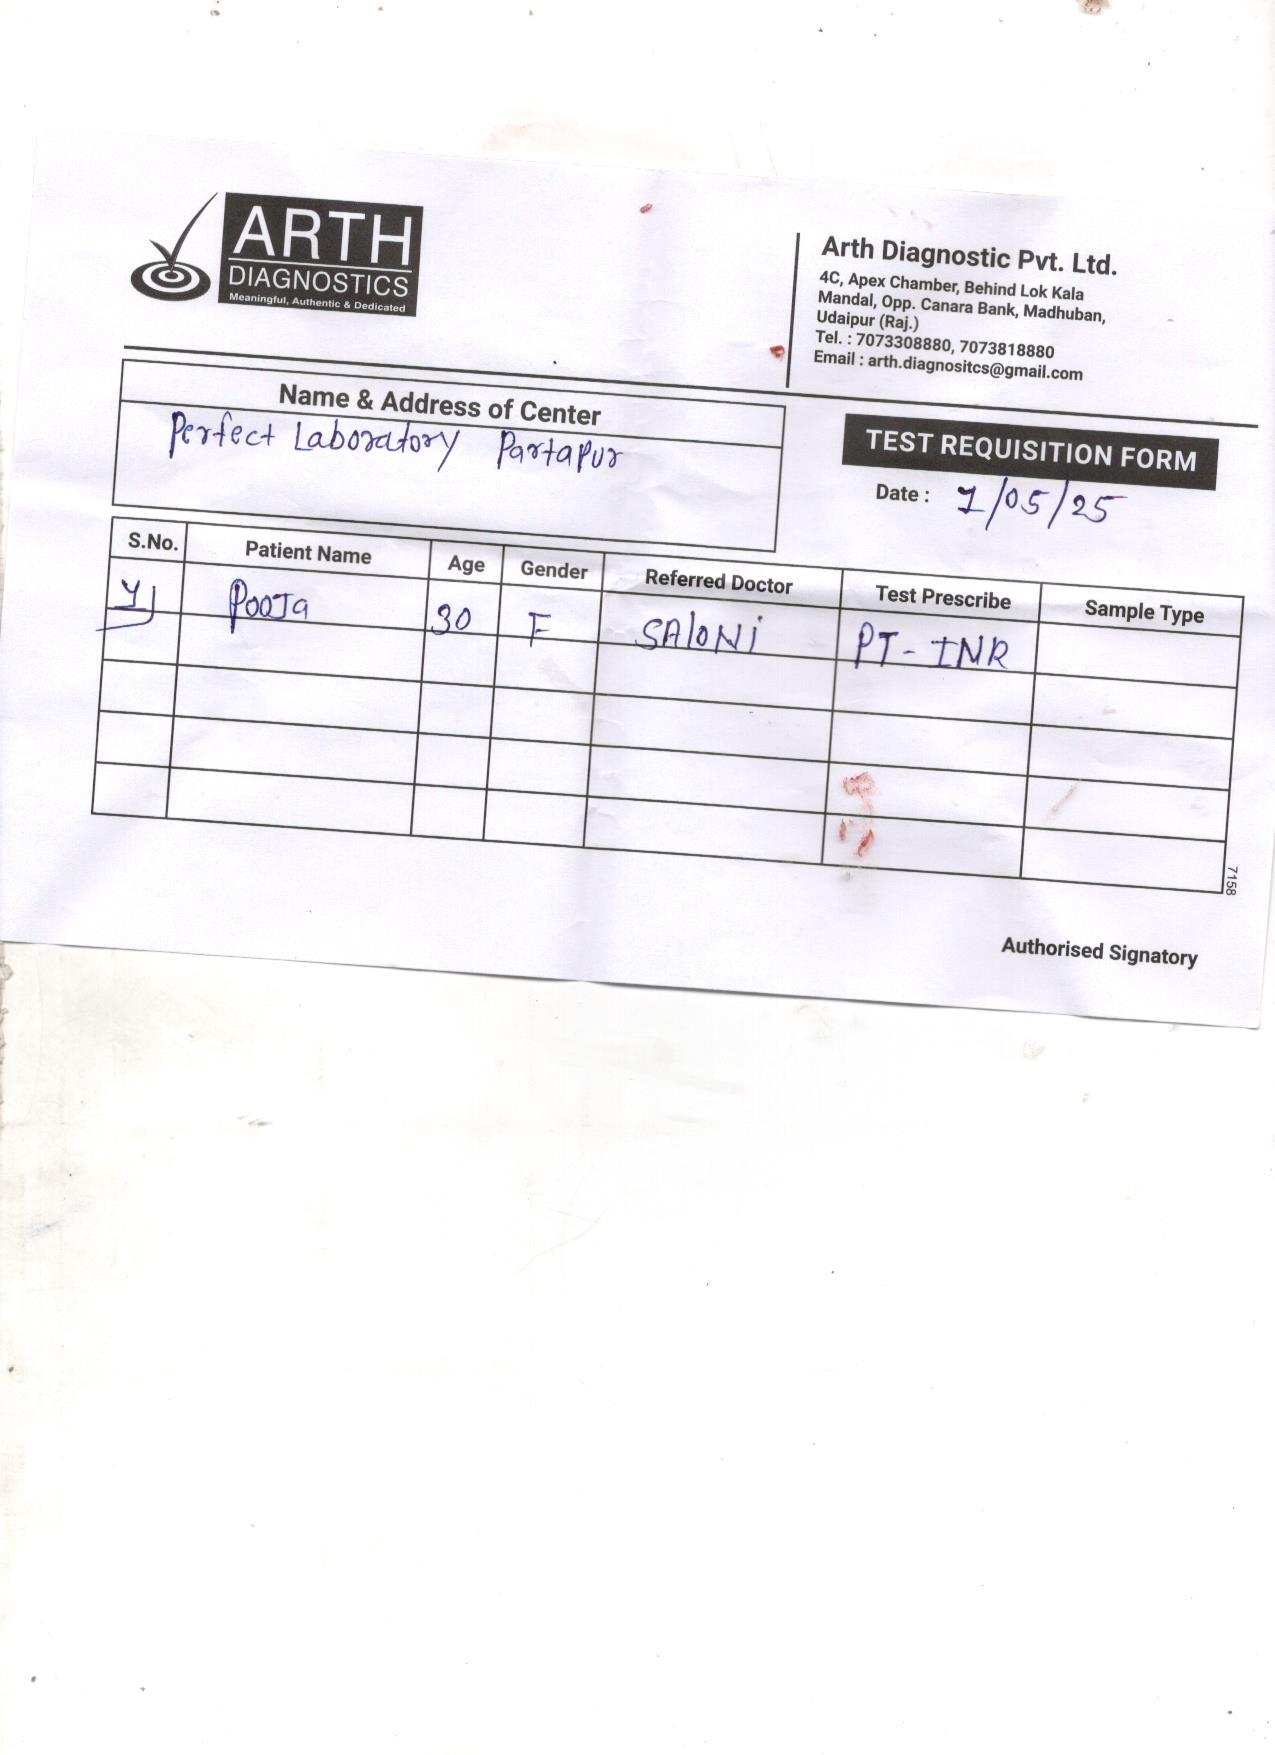 ARTH
DIAGNOSTICS
Meaningful, Authentic & Dedicated
Arth Diagnostic Pvt. Ltd.
4C, Apex Chamber, Behind Lok Kala
Mandal, Opp. Canara Bank, Madhuban,
Udaipur (Raj.)
Tel. : 7073308880, 7073818880
Email : arth.diagnositcs@gmail.com
Name & Address of Center
Perfect Laboratory Partapur
TEST REQUISITION FORM
Date : 1/05/25
S.No. Patient Name Age Gender Referred Doctor Test Prescribe Sample Type
Pooja 30 F SAloNi PT-INR
7158
Authorised Signatory